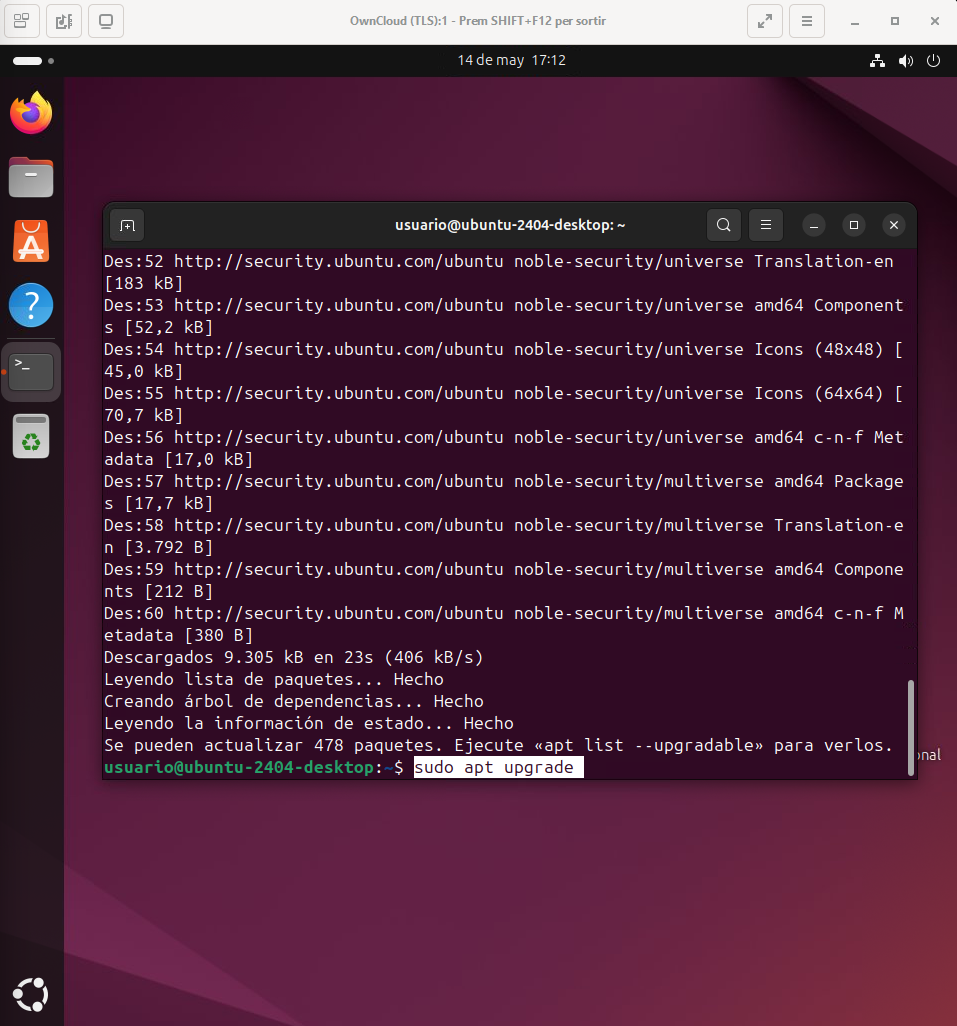 OwnCloud (TLS):1 - Prem SHIFT+F12 per sortir
14 de may 17:12
usuario@ubuntu-2404-desktop: ~
Des:52 http://security.ubuntu.com/ubuntu noble-security/universe Translation-en
[183 kB]
Des:53 http://security.ubuntu.com/ubuntu noble-security/universe amd64 Component
s [52,2 kB]
Des:54 http://security.ubuntu.com/ubuntu noble-security/universe Icons (48x48) [
45,0 kB]
Des:55 http://security.ubuntu.com/ubuntu noble-security/universe Icons (64x64) [
70,7 kB]
Des:56 http://security.ubuntu.com/ubuntu noble-security/universe amd64 c-n-f Met
adata [17,0 kB]
Des:57 http://security.ubuntu.com/ubuntu noble-security/multiverse amd64 Package
s [17,7 kB]
Des:58 http://security.ubuntu.com/ubuntu noble-security/multiverse Translation-e
n [3.792 B]
Des:59 http://security.ubuntu.com/ubuntu noble-security/multiverse amd64 Compone
nts [212 B]
Des:60 http://security.ubuntu.com/ubuntu noble-security/multiverse amd64 c-n-f M
etadata [380 B]
Descargados 9.305 kB en 23s (406 kB/s)
Leyendo lista de paquetes... Hecho
Creando árbol de dependencias... Hecho
Leyendo la información de estado... Hecho
Se pueden actualizar 478 paquetes. Ejecute «apt list --upgradable» para verlos.
usuario@ubuntu-2404-desktop:~$ sudo apt upgrade